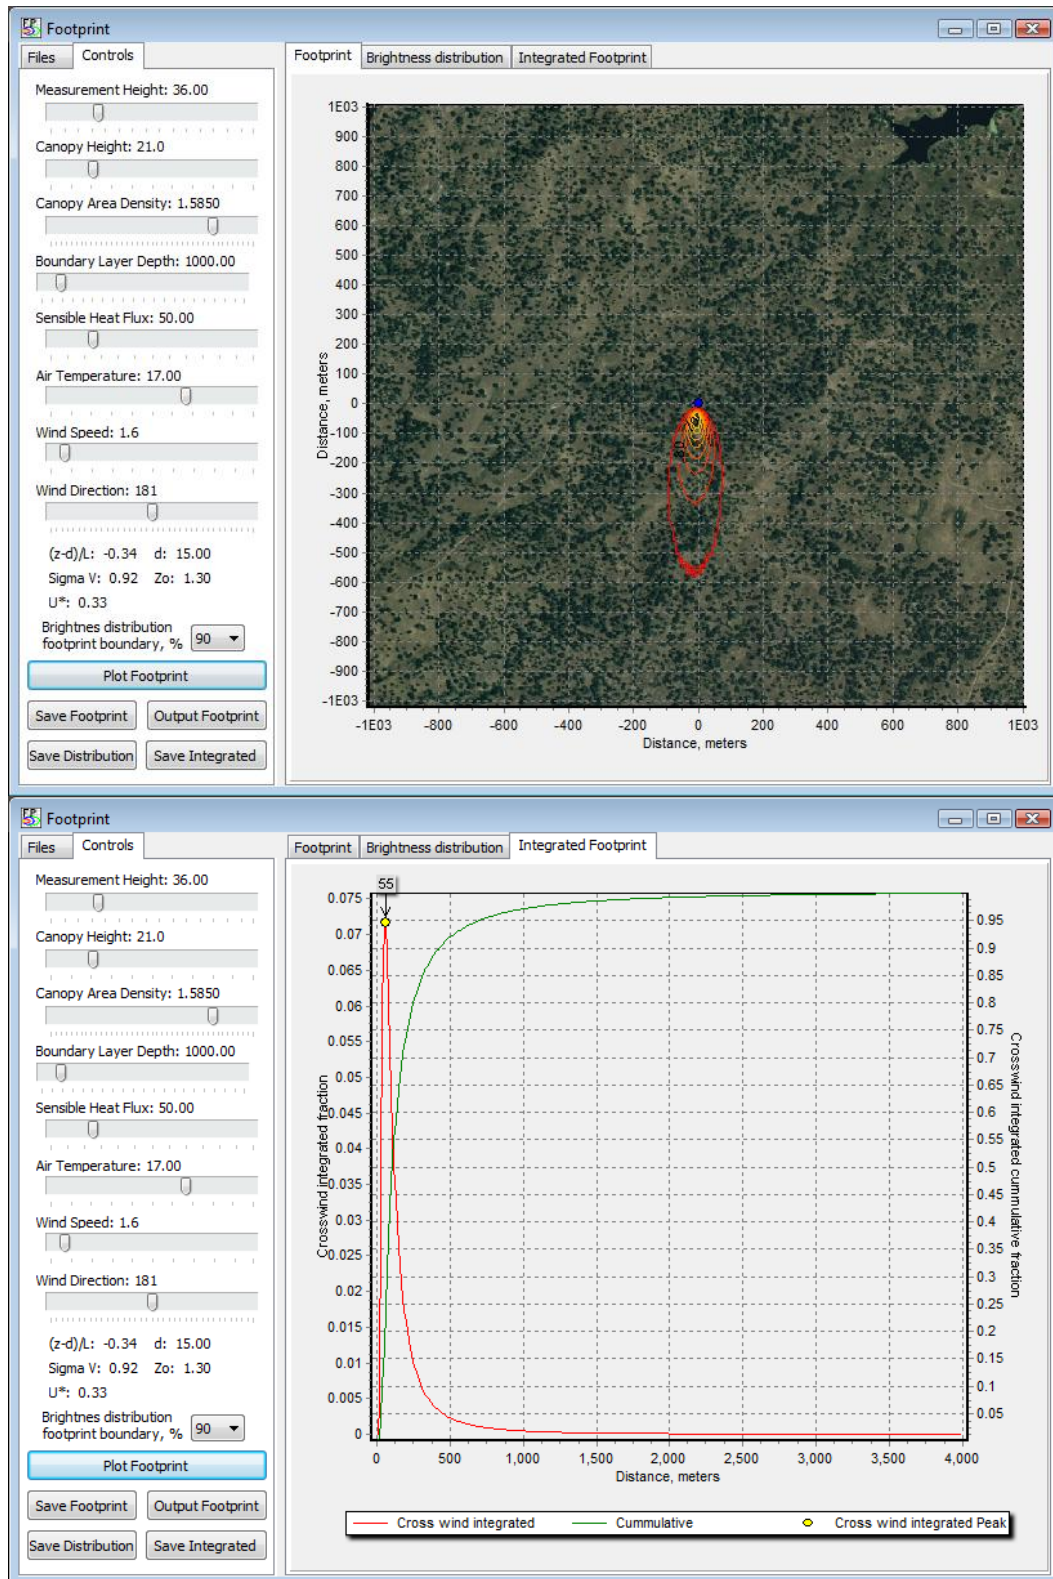 Footprint
Files
Controls
Footprint
Brightness distribution
Integrated Footprint
Measurement Height: 36.00
Canopy Height: 21.0
Canopy Area Density: 1.5850
Boundary Layer Depth: 1000.00
Sensible Heat Flux: 50.00
Air Temperature: 17.00
Wind Speed: 1.6
Wind Direction: 181
(z-d)/L: -0.34 d: 15.00
Sigma V: 0.92 Zo: 1.30
U*: 0.33
Brightnes distribution
footprint boundary, % 90
Plot Footprint
Save Footprint
Output Footprint
Save Distribution
Save Integrated
1E03
900
800
700
600
500
400
300
200
100
0
-100
-200
-300
-400
-500
-600
-700
-800
-900
-1E03
Distance, meters
-1E03 -800 -600 -400 -200 0 200 400 600 800 1E03
Distance, meters
Footprint
Files
Controls
Footprint
Brightness distribution
Integrated Footprint
Measurement Height: 36.00
Canopy Height: 21.0
Canopy Area Density: 1.5850
Boundary Layer Depth: 1000.00
Sensible Heat Flux: 50.00
Air Temperature: 17.00
Wind Speed: 1.6
Wind Direction: 181
(z-d)/L: -0.34 d: 15.00
Sigma V: 0.92 Zo: 1.30
U*: 0.33
Brightnes distribution
footprint boundary, % 90
Plot Footprint
Save Footprint
Output Footprint
Save Distribution
Save Integrated
55
0.075
0.07
0.065
0.06
0.055
0.05
0.045
0.04
0.035
0.03
0.025
0.02
0.015
0.01
0.005
0
Crosswind integrated fraction
0.95
0.9
0.85
0.8
0.75
0.7
0.65
0.6
0.55
0.5
0.45
0.4
0.35
0.3
0.25
0.2
0.15
0.1
0.05
Crosswind integrated cummulative fraction
0 500 1,000 1,500 2,000 2,500 3,000 3,500 4,000
Distance, meters
Cross wind integrated
Cummulative
Cross wind integrated Peak